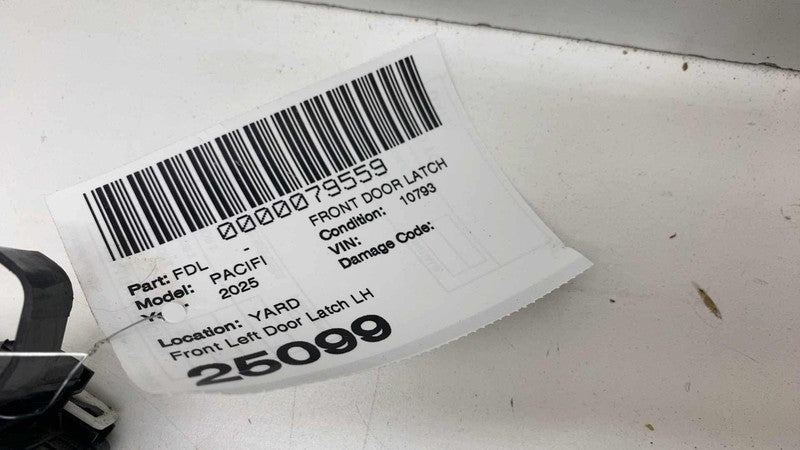 0000079559
Part: FDL - FRONT DOOR LATCH
Model: PACIFI Condition: 10793
2025 VIN:
Damage Code:
Location: YARD
Front Left Door Latch LH
25099